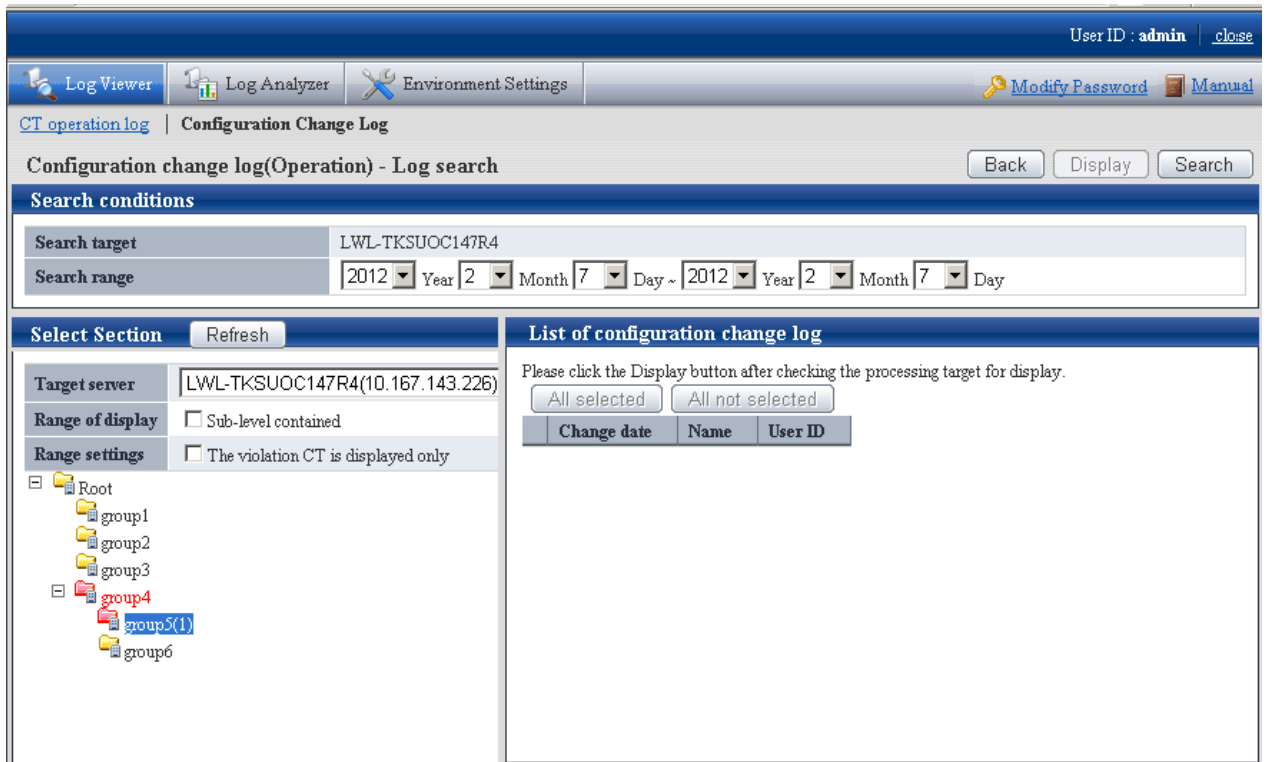 User ID : admin | close
Log Viewer Log Analyzer Environment Settings Modify Password Manual
CT operation log | Configuration Change Log
Configuration change log(Operation) - Log search Back Display Search
Search conditions
Search target LWL-TKSUOC147R4
Search range 2012 Year 2 Month 7 Day ~ 2012 Year 2 Month 7 Day
Select Section Refresh
Target server LWL-TKSUOC147R4(10.167.143.226)
Range of display Sub-level contained
Range settings The violation CT is displayed only
Root
group1
group2
group3
group4
group5(1)
group6
List of configuration change log
Please click the Display button after checking the processing target for display.
All selected All not selected
Change date Name User ID